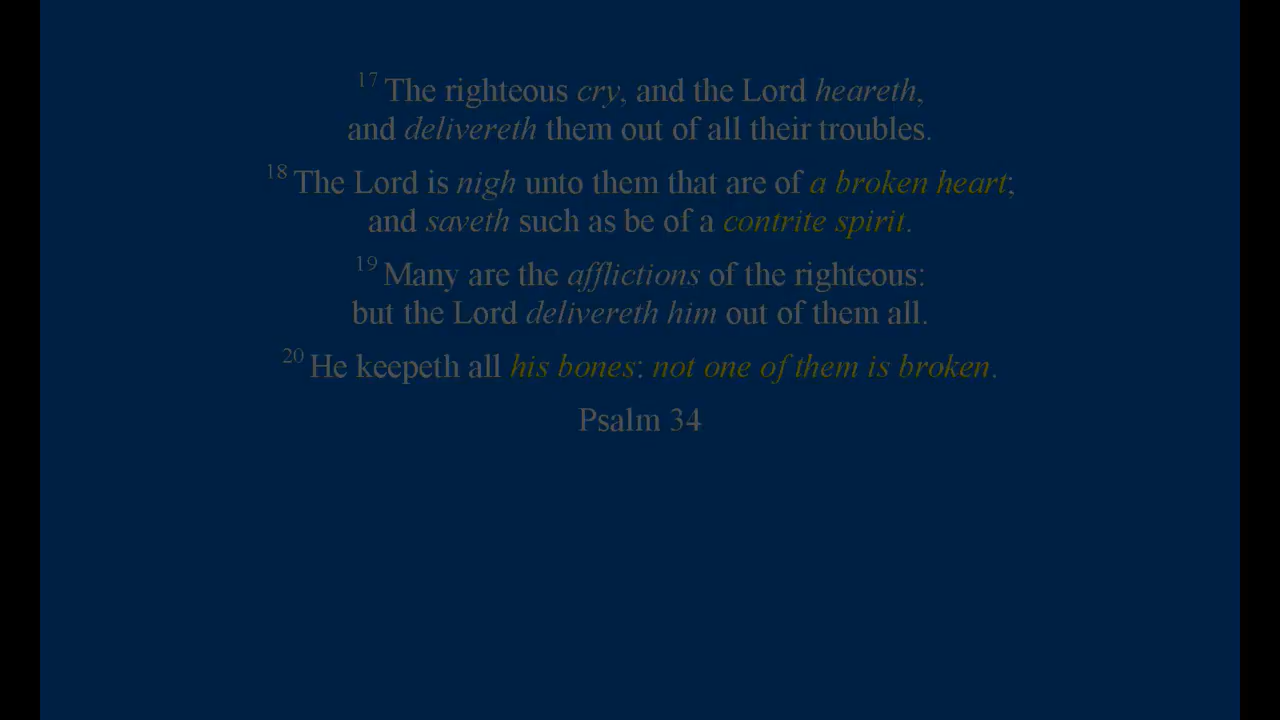 17 The righteous cry, and the Lord heareth,
and delivereth them out of all their troubles.
18 The Lord is nigh unto them that are of a broken heart;
and saveth such as be of a contrite spirit.
19 Many are the afflictions of the righteous:
but the Lord delivereth him out of them all.
20 He keepeth all his bones: not one of them is broken.
Psalm 34